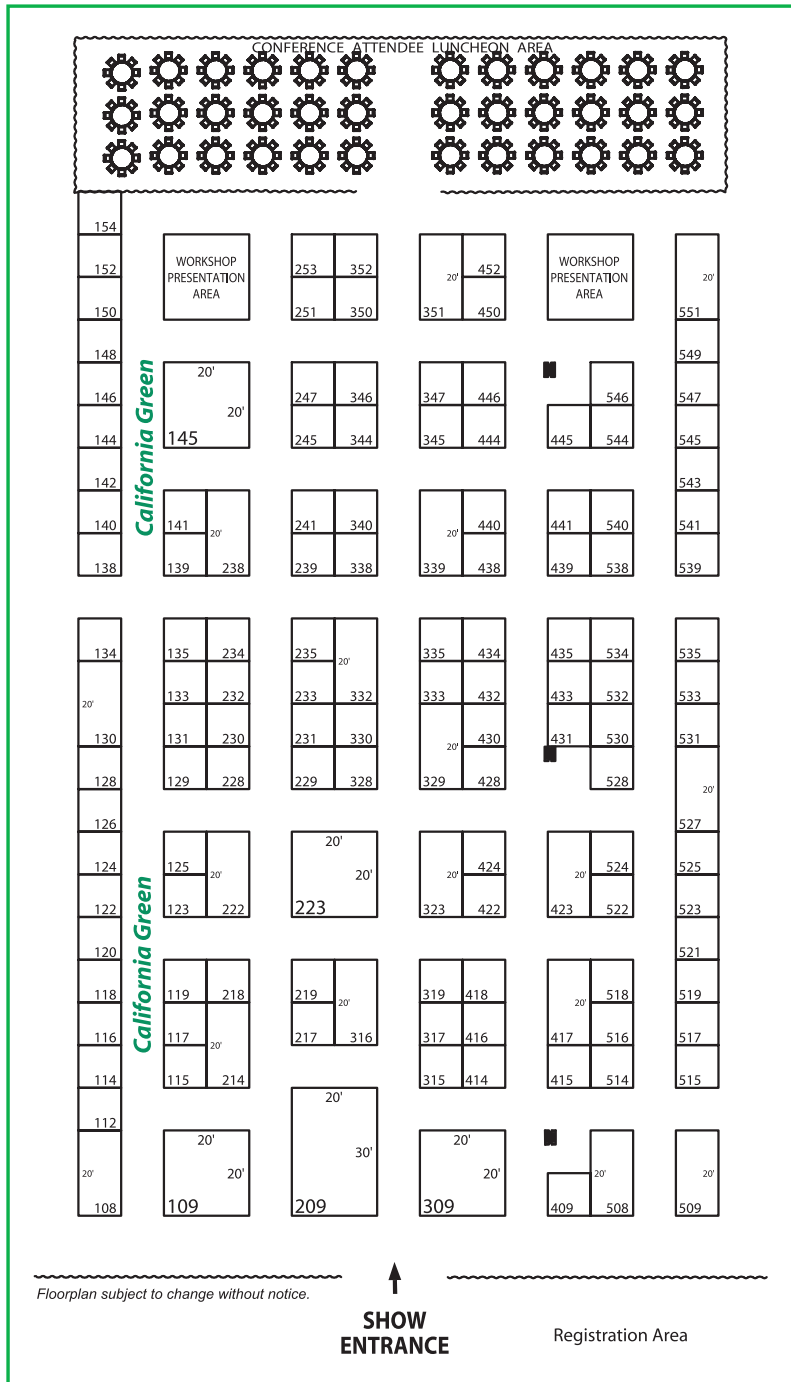 CONFERENCE ATTENDEE LUNCHEON AREA
154
WORKSHOP
PRESENTATION
AREA
WORKSHOP
PRESENTATION
AREA
152 253 352 20' 452 20'
150 251 350 351 450 551
148 549
20'
146 247 346 347 446 546 547
20'
144 145 245 344 345 444 445 544 545
142 543
California Green
140 141 20' 241 340 20' 440 441 540 541
138 139 238 239 338 339 438 439 538 539
134 135 234 235 20' 335 434 435 534 535
20' 133 232 233 332 333 432 433 532 533
130 131 230 231 330 20' 430 431 530 531
128 129 228 229 328 329 428 528 20'
126 527
20'
124 125 20' 20' 20' 424 20' 524 525
122 123 222 223 323 422 423 522 523
120 521
California Green
118 119 218 219 20' 319 418 20' 518 519
116 117 20' 217 316 317 416 417 516 517
114 115 214 315 414 415 514 515
20'
112
20' 30' 20'
20' 20' 20' 20' 20'
108 109 209 309 409 508 509
Floorplan subject to change without notice.
SHOW
ENTRANCE
Registration Area